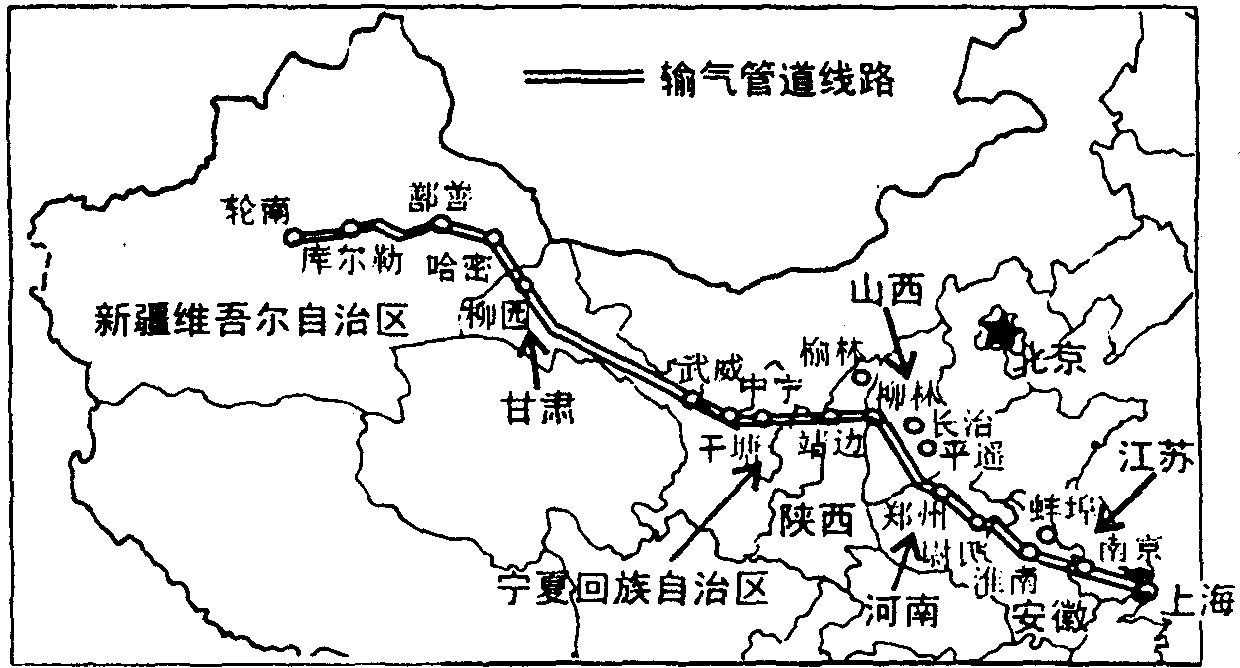 输气管道线路
轮南
鄯善
库尔勒
哈密
新疆维吾尔自治区
柳园
甘肃
山西
北京
武威
中宁
榆林
柳林
长治
平遥
干塘
站边
江苏
陕西
郑州
蚌埠
南京
淮南
宁夏回族自治区
河南
安徽
上海